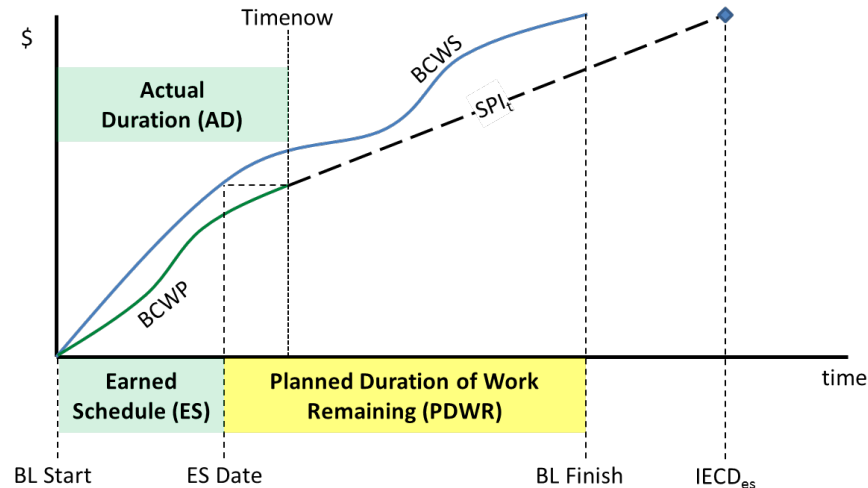 Timenow
$
BCWS
Actual
Duration (AD)
SPIt
BCWP
Earned
Schedule (ES)
Planned Duration of Work
Remaining (PDWR)
time
BL Start
ES Date
BL Finish
IECDes